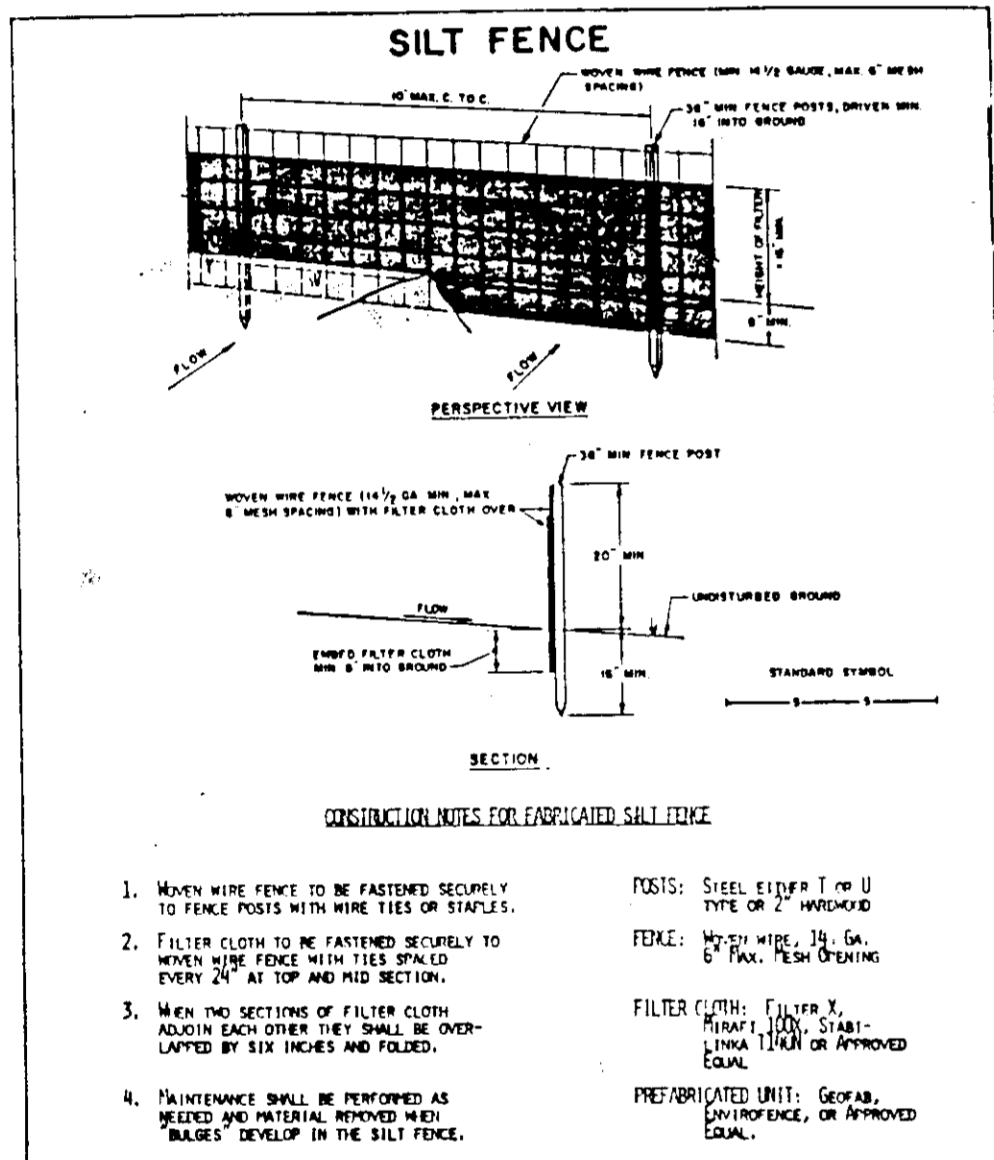 SILT FENCE
WOVEN WIRE FENCE (MIN. 14 1/2 GAUGE, MAX. 6" MESH
SPACING)
10' MAX. C. TO C.
36" MIN FENCE POSTS, DRIVEN MIN.
16" INTO GROUND
HEIGHT OF FILTER
= 16" MIN.
8" MIN.
FLOW
FLOW
PERSPECTIVE VIEW
36" MIN FENCE POST
WOVEN WIRE FENCE (14 1/2 GA MIN, MAX
6" MESH SPACING) WITH FILTER CLOTH OVER
20" MIN
UNDISTURBED GROUND
FLOW
EMBED FILTER CLOTH
MIN 8" INTO GROUND
16" MIN.
STANDARD SYMBOL
S S
SECTION
CONSTRUCTION NOTES FOR FABRICATED SILT FENCE
1. WOVEN WIRE FENCE TO BE FASTENED SECURELY
TO FENCE POSTS WITH WIRE TIES OR STAPLES.
2. FILTER CLOTH TO BE FASTENED SECURELY TO
WOVEN WIRE FENCE WITH TIES SPACED
EVERY 24" AT TOP AND MID SECTION.
3. WHEN TWO SECTIONS OF FILTER CLOTH
ADJOIN EACH OTHER THEY SHALL BE OVER-
LAPPED BY SIX INCHES AND FOLDED.
4. MAINTENANCE SHALL BE PERFORMED AS
NEEDED AND MATERIAL REMOVED WHEN
"BULGES" DEVELOP IN THE SILT FENCE.
POSTS: STEEL EITHER T OR U
TYPE OR 2" HARDWOOD
FENCE: WOVEN WIRE, 14. GA.
6" MAX. MESH OPENING
FILTER CLOTH: FILTER X,
MIRAFI 100X, STABI-
LINKA T140N OR APPROVED
EQUAL
PREFABRICATED UNIT: GEOFAB,
ENVIROFENCE, OR APPROVED
EQUAL.